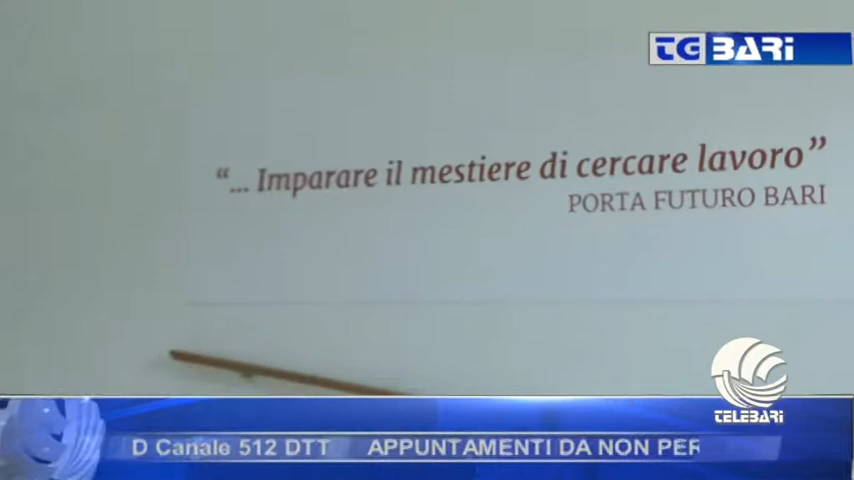 TG BARI
“... Imparare il mestiere di cercare lavoro”
PORTA FUTURO BARI
TELEBARI
D Canale 512 DTT APPUNTAMENTI DA NON PER